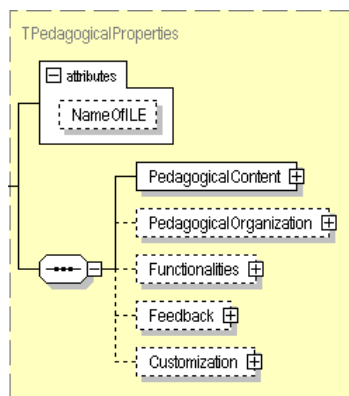 TPedagogicalProperties
attributes
NameOfILE
PedagogicalContent
PedagogicalOrganization
Functionalities
Feedback
Customization